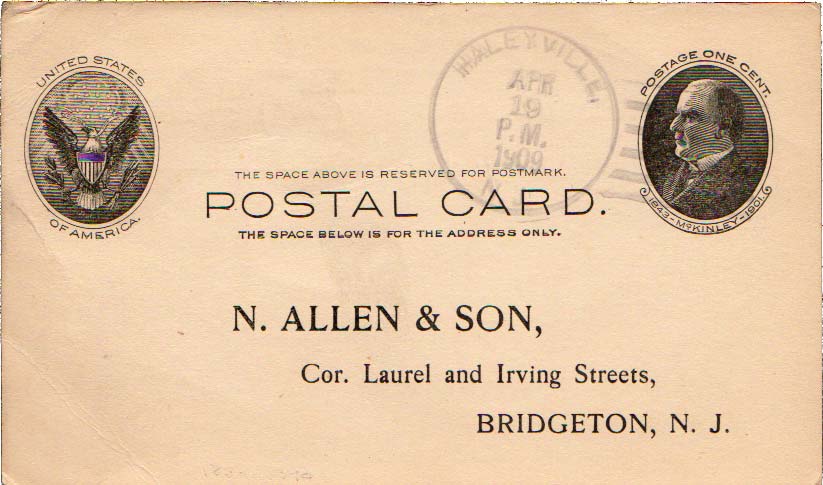 UNITED STATES
OF AMERICA.
HALEYVILLE,
APR
19
P.M.
1909
N.J.
POSTAGE ONE CENT.
1843-McKINLEY-1901.
THE SPACE ABOVE IS RESERVED FOR POSTMARK.
POSTAL CARD.
THE SPACE BELOW IS FOR THE ADDRESS ONLY.
N. ALLEN & SON,
Cor. Laurel and Irving Streets,
BRIDGETON, N. J.